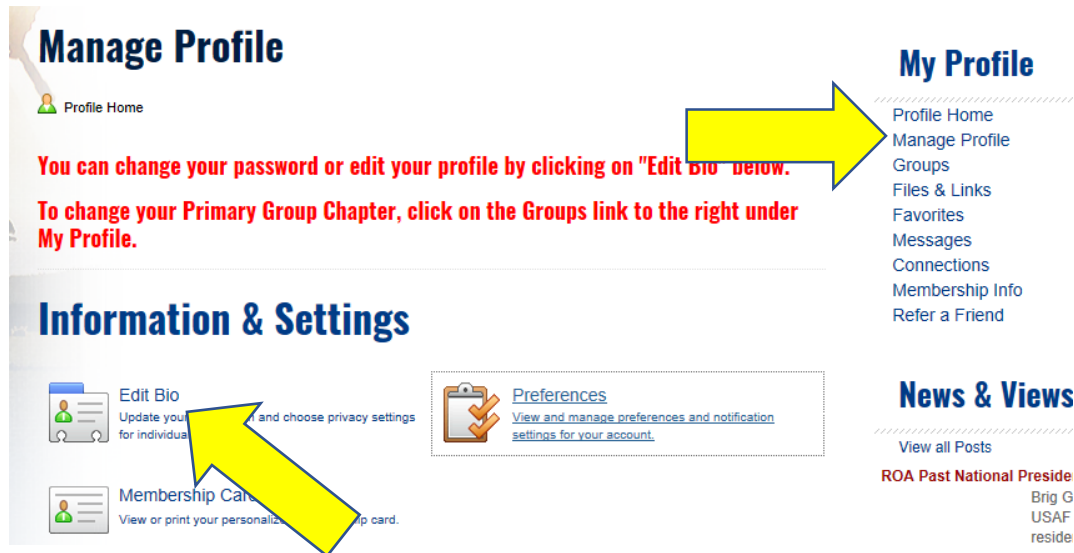 Manage Profile
Profile Home
You can change your password or edit your profile by clicking on "Edit Bio" below.
To change your Primary Group Chapter, click on the Groups link to the right under
My Profile.
Information & Settings
Edit Bio
Update your and choose privacy settings
for individual
Preferences
View and manage preferences and notification
settings for your account.
Membership Car
View or print your personaliz ip card.
My Profile
Profile Home
Manage Profile
Groups
Files & Links
Favorites
Messages
Connections
Membership Info
Refer a Friend
News & Views
View all Posts
ROA Past National Preside
Brig G
USAF
reside